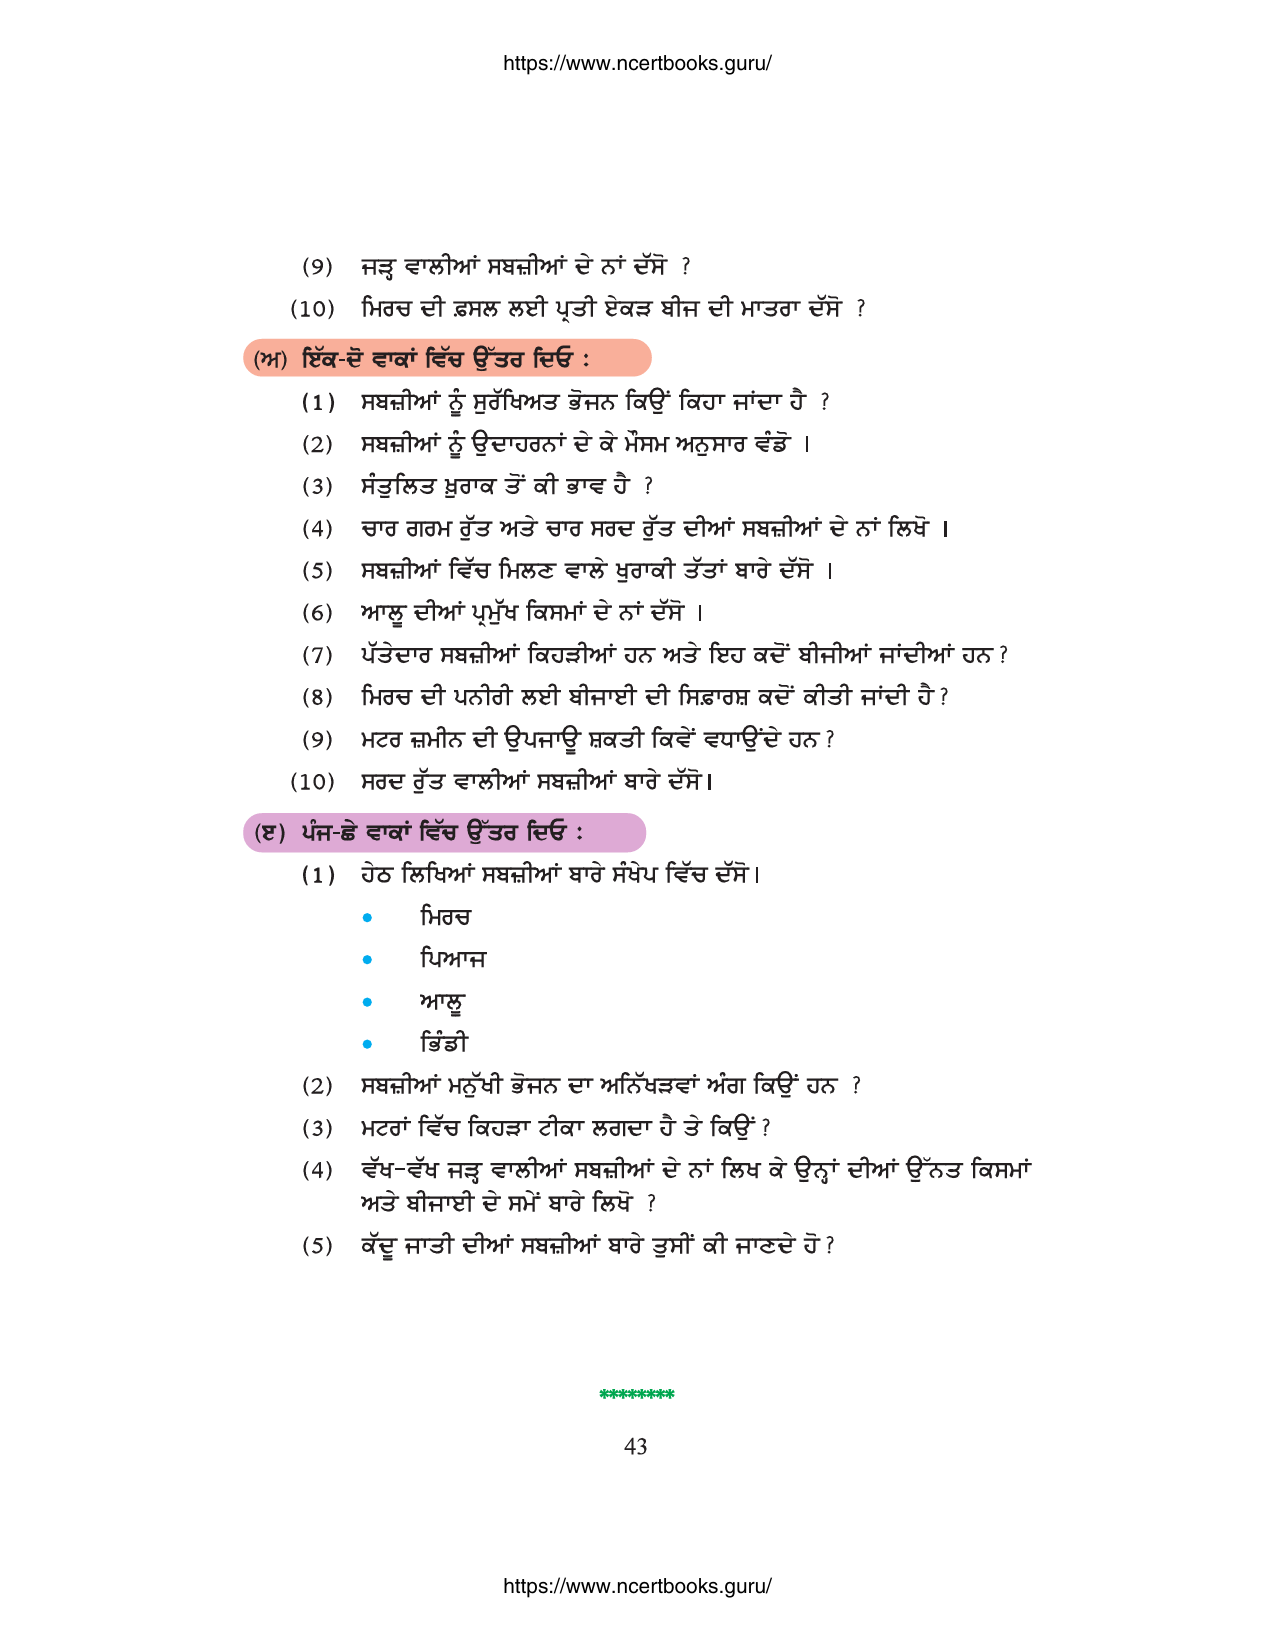 https://www.ncertbooks.guru/
(9) ਜੜ੍ਹ ਵਾਲੀਆਂ ਸਬਜ਼ੀਆਂ ਦੇ ਨਾਂ ਦੱਸੋ ?
(10) ਮਿਰਚ ਦੀ ਫ਼ਸਲ ਲਈ ਪ੍ਰਤੀ ਏਕੜ ਬੀਜ ਦੀ ਮਾਤਰਾ ਦੱਸੋ ?
(ਅ) ਇੱਕ-ਦੋ ਵਾਕਾਂ ਵਿੱਚ ਉੱਤਰ ਦਿਓ :
(1) ਸਬਜ਼ੀਆਂ ਨੂੰ ਸੁਰੱਖਿਅਤ ਭੋਜਨ ਕਿਉਂ ਕਿਹਾ ਜਾਂਦਾ ਹੈ ?
(2) ਸਬਜ਼ੀਆਂ ਨੂੰ ਉਦਾਹਰਨਾਂ ਦੇ ਕੇ ਮੌਸਮ ਅਨੁਸਾਰ ਵੰਡੋ ।
(3) ਸੰਤੁਲਿਤ ਖ਼ੁਰਾਕ ਤੋਂ ਕੀ ਭਾਵ ਹੈ ?
(4) ਚਾਰ ਗਰਮ ਰੁੱਤ ਅਤੇ ਚਾਰ ਸਰਦ ਰੁੱਤ ਦੀਆਂ ਸਬਜ਼ੀਆਂ ਦੇ ਨਾਂ ਲਿਖੋ ।
(5) ਸਬਜ਼ੀਆਂ ਵਿੱਚ ਮਿਲਣ ਵਾਲੇ ਖੁਰਾਕੀ ਤੱਤਾਂ ਬਾਰੇ ਦੱਸੋ ।
(6) ਆਲੂ ਦੀਆਂ ਪ੍ਰਮੁੱਖ ਕਿਸਮਾਂ ਦੇ ਨਾਂ ਦੱਸੋ ।
(7) ਪੱਤੇਦਾਰ ਸਬਜ਼ੀਆਂ ਕਿਹੜੀਆਂ ਹਨ ਅਤੇ ਇਹ ਕਦੋਂ ਬੀਜੀਆਂ ਜਾਂਦੀਆਂ ਹਨ?
(8) ਮਿਰਚ ਦੀ ਪਨੀਰੀ ਲਈ ਬੀਜਾਈ ਦੀ ਸਿਫ਼ਾਰਸ਼ ਕਦੋਂ ਕੀਤੀ ਜਾਂਦੀ ਹੈ?
(9) ਮਟਰ ਜ਼ਮੀਨ ਦੀ ਉਪਜਾਊ ਸ਼ਕਤੀ ਕਿਵੇਂ ਵਧਾਉਂਦੇ ਹਨ?
(10) ਸਰਦ ਰੁੱਤ ਵਾਲੀਆਂ ਸਬਜ਼ੀਆਂ ਬਾਰੇ ਦੱਸੋ।
(ੲ) ਪੰਜ-ਛੇ ਵਾਕਾਂ ਵਿੱਚ ਉੱਤਰ ਦਿਓ :
(1) ਹੇਠ ਲਿਖਿਆਂ ਸਬਜ਼ੀਆਂ ਬਾਰੇ ਸੰਖੇਪ ਵਿੱਚ ਦੱਸੋ।
• ਮਿਰਚ
• ਪਿਆਜ
• ਆਲੂ
• ਭਿੰਡੀ
(2) ਸਬਜ਼ੀਆਂ ਮਨੁੱਖੀ ਭੋਜਨ ਦਾ ਅਨਿੱਖੜਵਾਂ ਅੰਗ ਕਿਉਂ ਹਨ ?
(3) ਮਟਰਾਂ ਵਿੱਚ ਕਿਹੜਾ ਟੀਕਾ ਲਗਦਾ ਹੈ ਤੇ ਕਿਉਂ?
(4) ਵੱਖ-ਵੱਖ ਜੜ੍ਹ ਵਾਲੀਆਂ ਸਬਜ਼ੀਆਂ ਦੇ ਨਾਂ ਲਿਖ ਕੇ ਉਨ੍ਹਾਂ ਦੀਆਂ ਉੱਨਤ ਕਿਸਮਾਂ
ਅਤੇ ਬੀਜਾਈ ਦੇ ਸਮੇਂ ਬਾਰੇ ਲਿਖੋ ?
(5) ਕੱਦੂ ਜਾਤੀ ਦੀਆਂ ਸਬਜ਼ੀਆਂ ਬਾਰੇ ਤੁਸੀਂ ਕੀ ਜਾਣਦੇ ਹੋ?
********
43
https://www.ncertbooks.guru/